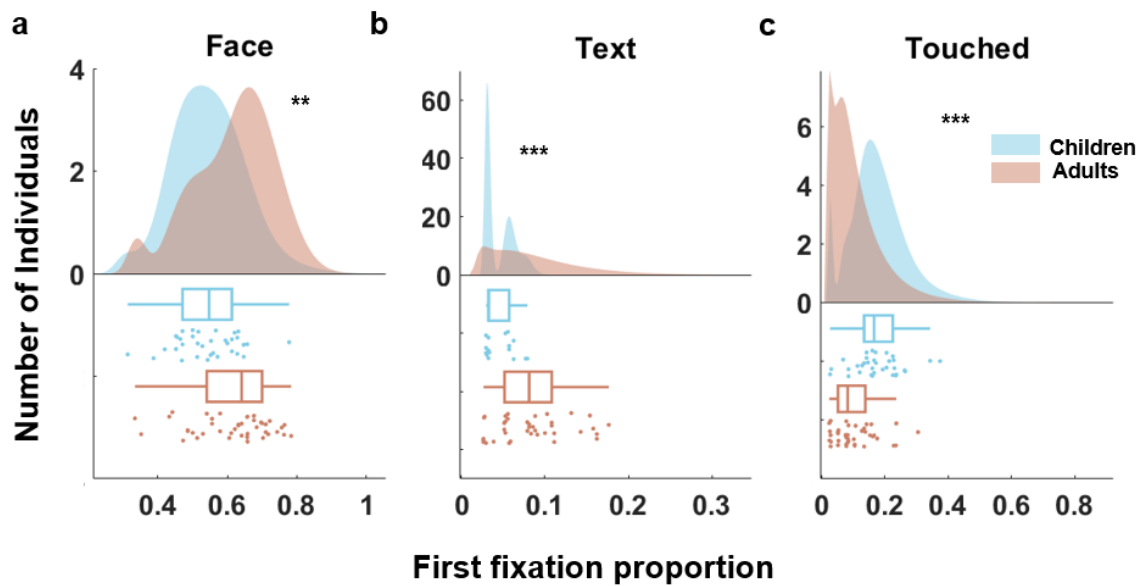 a
Face
b
Text
c
Touched
Number of Individuals
4
2
0
**
0.4 0.6 0.8 1
60
40
20
0
***
0 0.1 0.2 0.3
6
4
2
0
***
Children
Adults
0 0.2 0.4 0.6 0.8
First fixation proportion